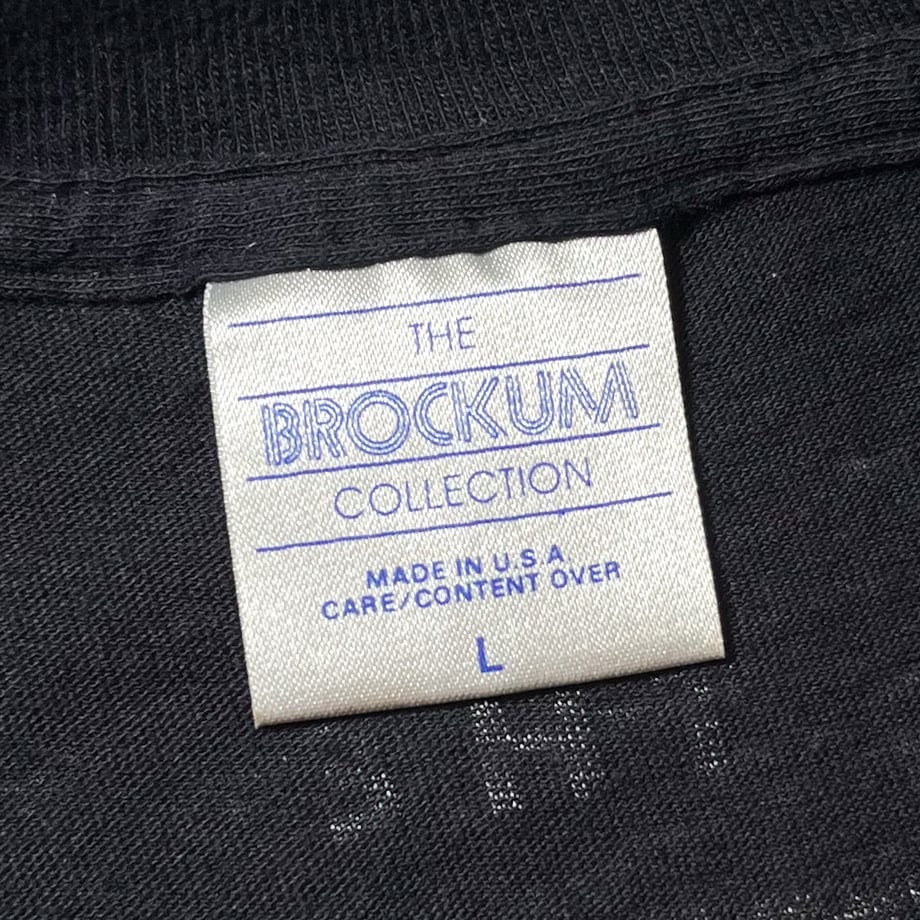 THE
BROCKUM
COLLECTION
MADE IN U.S.A.
CARE/CONTENT OVER
L